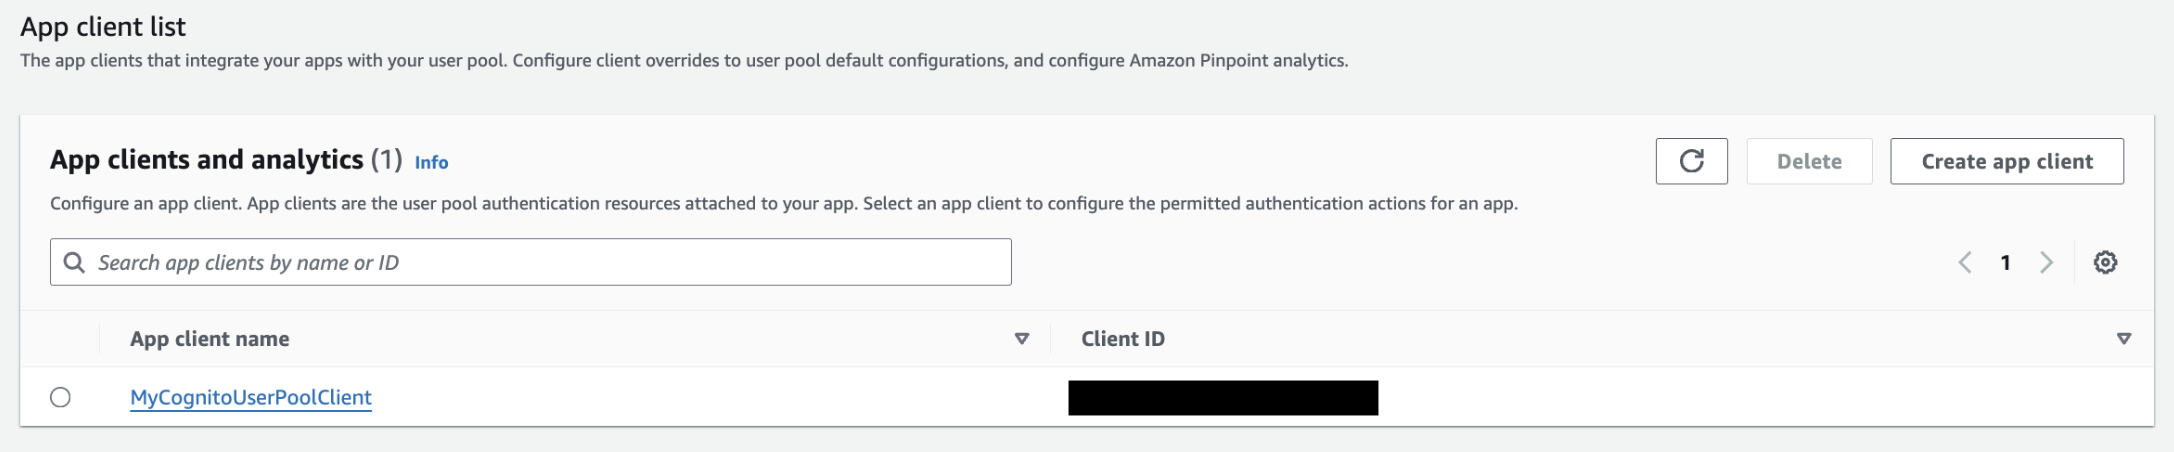 App client list
The app clients that integrate your apps with your user pool. Configure client overrides to user pool default configurations, and configure Amazon Pinpoint analytics.
App clients and analytics (1) Info
Delete
Create app client
Configure an app client. App clients are the user pool authentication resources attached to your app. Select an app client to configure the permitted authentication actions for an app.
Search app clients by name or ID
1
App client name
Client ID
MyCognitoUserPoolClient